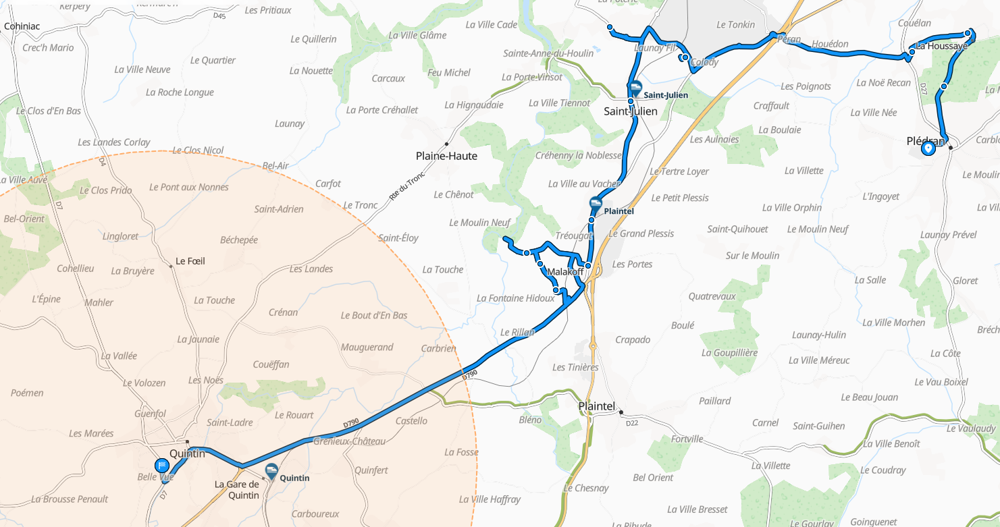 Kerpéry
Kermarem
D45
Les Pritiaux
La Ville Cade
La Poterie
Le Tonkin
Couélan
Cohiniac
Crec'h Mario
Le Quillerin
La Ville Glâme
Péran
Houédon
La Houssaye
Launay Fil
Sainte-Anne-du-Houlin
Le Quartier
La Ville Neuve
La Nouette
Feu Michel
Carcaux
La Porte Vinsot
Colody
La Noë Recan
D27
Les Poignots
La Roche Longue
Saint-Julien
Saint-Julien
La Hignaudaie
La Ville Tiennot
La Porte Créhallet
Craffault
La Ville Née
Le Clos d'En Bas
Launay
La Boulaie
Les Aulnaies
Plédran
Les Landes Corlay
Le Clos Nicol
D4
Plaine-Haute
Créhenny la Noblesse
Bel-Air
Le Tertre Loyer
La Villette
Le Moulin
La Ville Auvé
Le Clos Prido
Le Pont aux Nonnes
Carfot
Rte du Tronc
La Ville au Vacher
Le Chênot
Le Petit Plessis
L'Ingoyet
D7
Saint-Adrien
Le Tronc
Plaintel
La Ville Orphin
Bel-Orient
Le Moulin Neuf
Saint-Quihouet
Le Moulin Neuf
Launay Prével
Lingloret
Béchepée
Saint-Éloy
Tréougat
Le Grand Plessis
Sur le Moulin
Le Fœil
Cohellieu
La Bruyère
Les Landes
La Touche
Malakoff
Les Portes
La Salle
Gloret
L'Épine
Mahler
La Touche
Crénan
La Fontaine Hidoux
Quatrevaux
Le Bout d'En Bas
Le Rillan
Boulé
La Ville Morhen
La Jaunaie
Crapado
Launay-Hulin
Mauguerand
Carbrien
La Vallée
La Goupillière
La Ville Méreuc
La Côte
Couëffan
Les Tinières
D790
Le Volozen
Les Noës
Le Vau Boixel
Poémen
Le Beau Jouan
Paillard
Plaintel
Guenfol
Le Rouart
Castello
Bléno
D22
D790
Saint-Ladre
Carnel
Saint-Guihen
Le Vaulaudy
Les Marées
Grénieux-Château
Fortville
La Ville Benoît
Quintin
La Fosse
La Villette
Le Coudray
Belle Vue
Quinfert
Quintin
Bel Orient
La Gare de
Quintin
Le Chesnay
D7
La Brousse Penault
La Ville Haffray
La Ville Bresset
Carboureux
Le Gourlay
Goinguenet